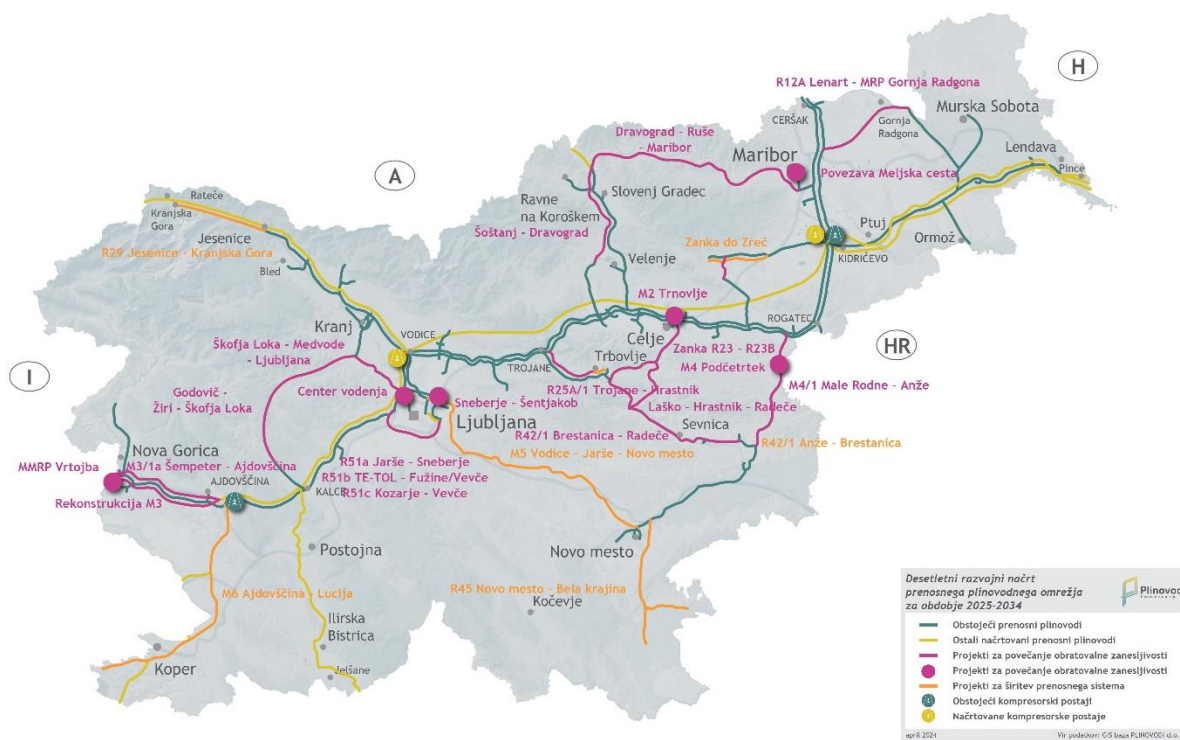 H
R12A Lenart - MRP Gornja Radgona
CERŠAK
Murska Sobota
Gornja
Radgona
Dravograd - Ruše
- Maribor
Maribor
Lendava
Pince
Povezava Meljska cesta
A
Slovenj Gradec
Ravne
na Koroškem
Rateče
Kranjska
Gora
Ptuj
Ormož
Šoštanj - Dravograd
Jesenice
Zanka do Zreč
KIDRIČEVO
R29 Jesenice - Kranjska Gora
Velenje
Bled
M2 Trnovlje
Kranj
VODICE
ROGATEC
Celje
HR
TROJANE
Trbovlje
Zanka R23 - R23B
Škofja Loka - Medvode
- Ljubljana
M4 Podčetrtek
I
R25A/1 Trojane - Hrastnik
M4/1 Male Rodne - Anže
Godovič -
Žiri - Škofja Loka
Center vodenja
Sneberje - Šentjakob
Laško - Hrastnik - Radeče
Ljubljana
Sevnica
R42/1 Brestanica - Radeče
R42/1 Anže - Brestanica
Nova Gorica
M5 Vodice - Jarše - Novo mesto
MMRP Vrtojba
M3/1a Šempeter - Ajdovščina
R51a Jarše - Sneberje
AJDOVŠČINA
R51b TE-TOL - Fužine/Vevče
Rekonstrukcija M3
KALCE
R51c Kozarje - Vevče
Postojna
Novo mesto
M6 Ajdovščina - Lucija
R45 Novo mesto - Bela krajina
Kočevje
Ilirska
Bistrica
Koper
Jelšane
Desetletni razvojni načrt
prenosnega plinovodnega omrežja
za obdobje 2025-2034
Obstoječi prenosni plinovodi
Ostali načrtovani prenosni plinovodi
Projekti za povečanje obratovalne zanesljivosti
Projekti za povečanje obratovalne zanesljivosti
Projekti za širitev prenosnega sistema
Obstoječi kompresorski postaji
Načrtovane kompresorske postaje
april 2024
Vir podatkov: GIS baza PLINOVODI d.o.o.